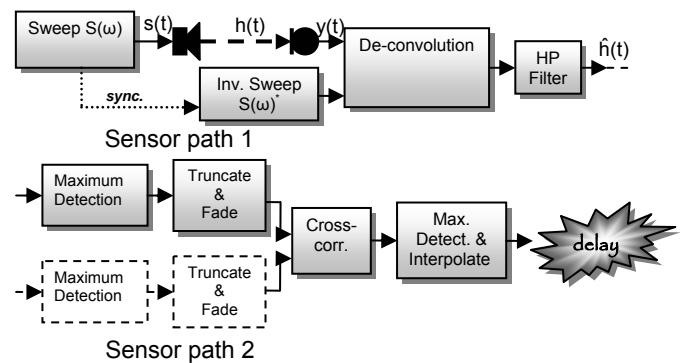 Sweep S(ω)
s(t)
h(t)
y(t)
De-convolution
HP
Filter
ĥ(t)
sync.
Inv. Sweep
S(ω)*
Sensor path 1
Maximum
Detection
Truncate
&
Fade
Cross-
corr.
Max.
Detect. &
Interpolate
delay
Maximum
Detection
Truncate
&
Fade
Sensor path 2